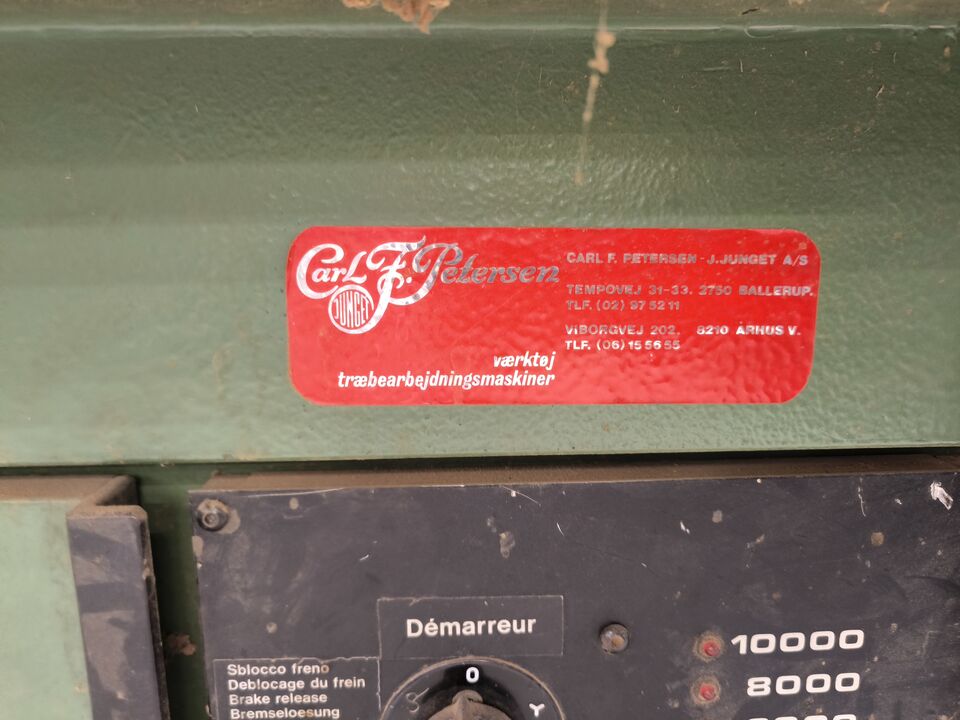 Carl F. Petersen
JUNGET
værktøj
træbearbejdningsmaskiner
CARL F. PETERSEN - J.JUNGET A/S
TEMPOVEJ 31-33. 2750 BALLERUP.
TLF. (02) 97 52 11
VIBORGVEJ 202. 8210 ÅRHUS V.
TLF. (06) 15 56 55
Démarreur
Sblocco freno
Deblocage du frein
Brake release
Bremseloesung
0
Y
10000
8000